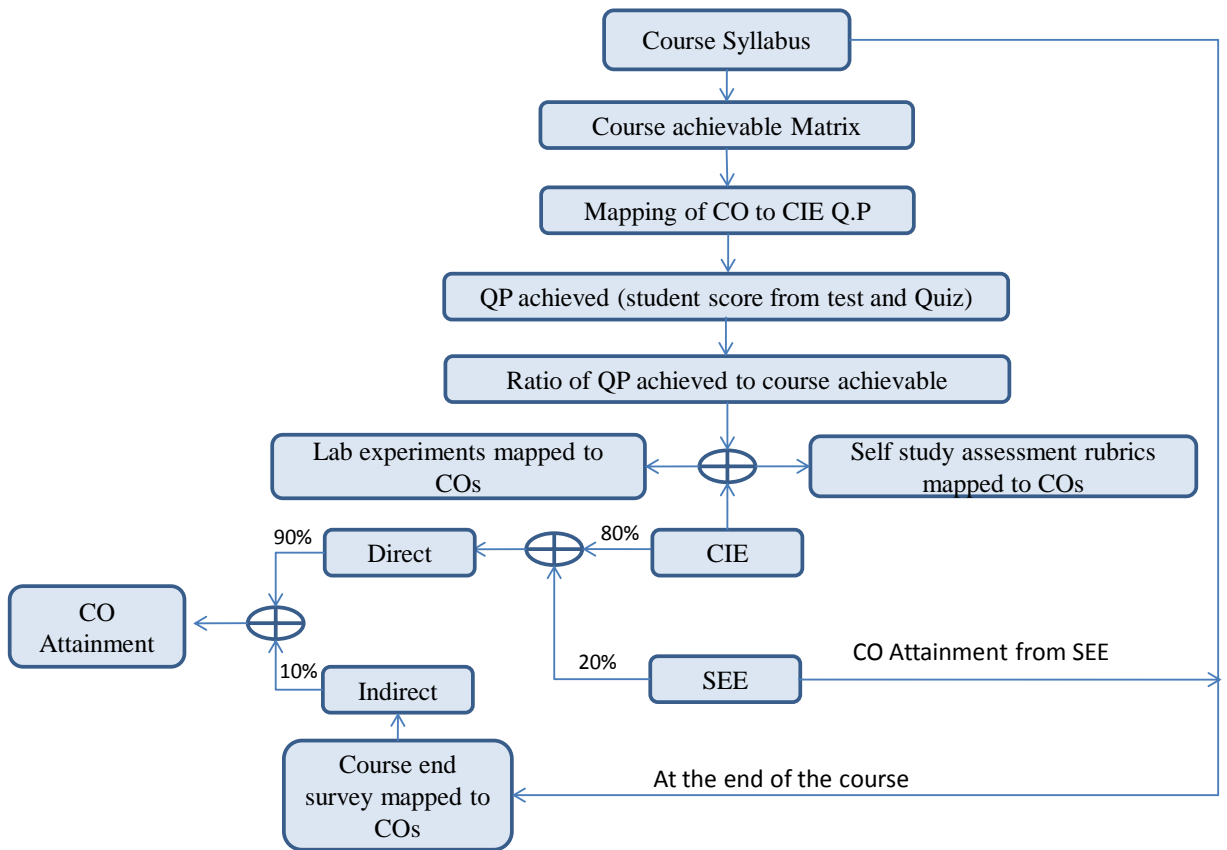 Course Syllabus
Course achievable Matrix
Mapping of CO to CIE Q.P
QP achieved (student score from test and Quiz)
Ratio of QP achieved to course achievable
Lab experiments mapped to
COs
Self study assessment rubrics
mapped to COs
90%
Direct
80%
CIE
CO
Attainment
10%
Indirect
20%
SEE
CO Attainment from SEE
Course end
survey mapped to
COs
At the end of the course